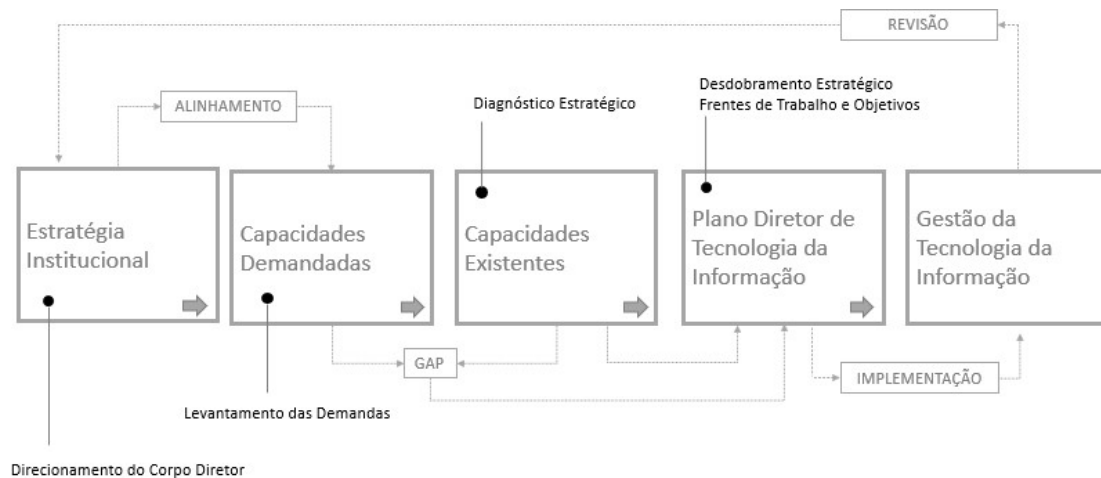 REVISÃO
ALINHAMENTO
Diagnóstico Estratégico
Desdobramento Estratégico
Frentes de Trabalho e Objetivos
Estratégia
Institucional
Capacidades
Demandadas
Capacidades
Existentes
Plano Diretor de
Tecnologia da
Informação
Gestão da
Tecnologia da
Informação
GAP
IMPLEMENTAÇÃO
Levantamento das Demandas
Direcionamento do Corpo Diretor